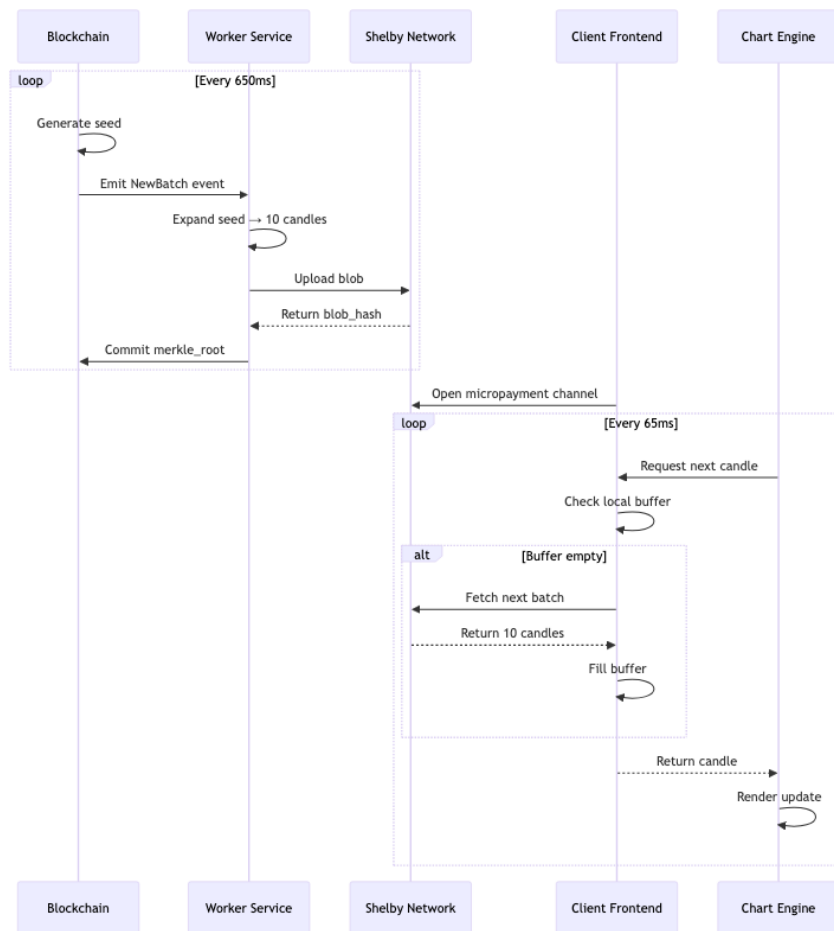 Blockchain
Worker Service
Shelby Network
Client Frontend
Chart Engine
loop
[Every 650ms]
Generate seed
Emit NewBatch event
Expand seed → 10 candles
Upload blob
Return blob_hash
Commit merkle_root
Open micropayment channel
loop
[Every 65ms]
Request next candle
Check local buffer
alt
[Buffer empty]
Fetch next batch
Return 10 candles
Fill buffer
Return candle
Render update
Blockchain
Worker Service
Shelby Network
Client Frontend
Chart Engine